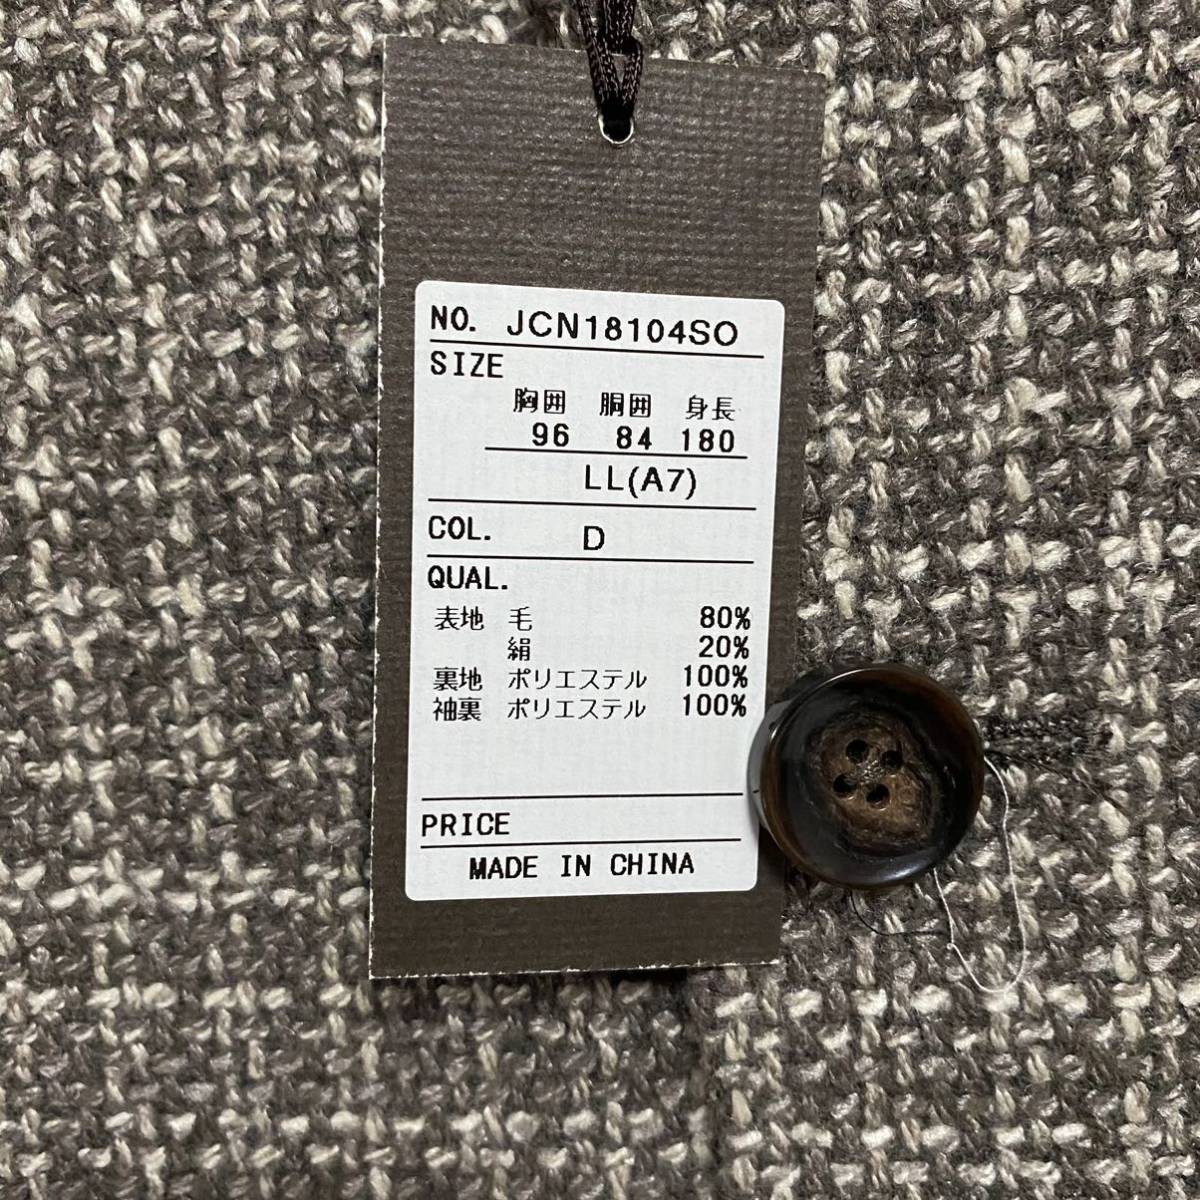 NO. JCN18104SO
SIZE
胸囲 胴囲 身長
96 84 180
LL(A7)
COL. D
QUAL.
表地 毛 80%
絹 20%
裏地 ポリエステル 100%
袖裏 ポリエステル 100%
PRICE
MADE IN CHINA